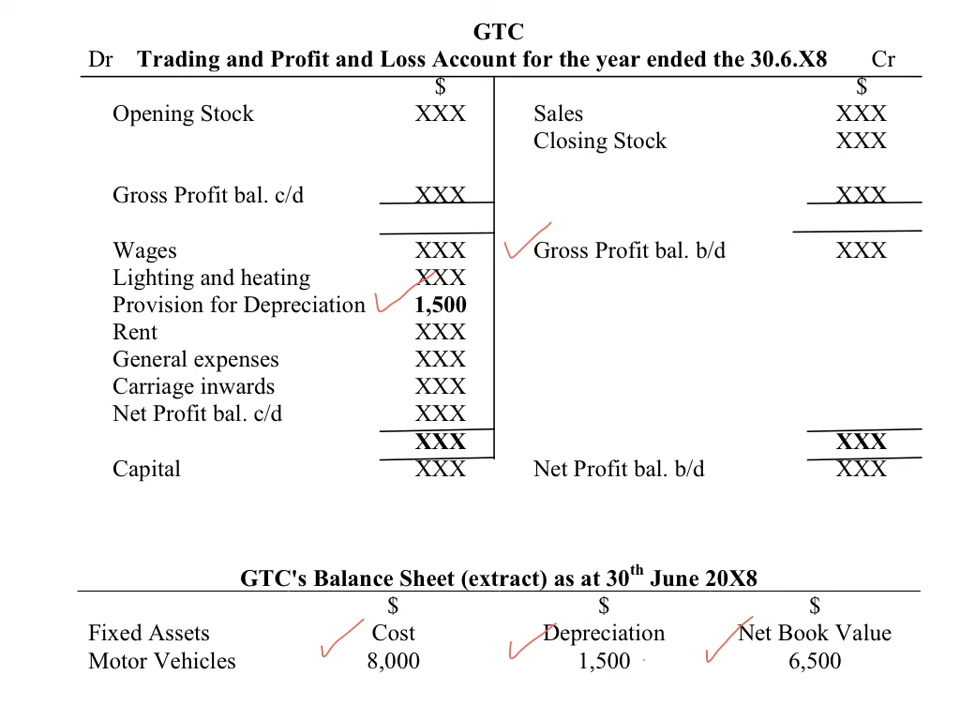 GTC
Dr Trading and Profit and Loss Account for the year ended the 30.6.X8 Cr
$ $
Opening Stock XXX Sales XXX
Closing Stock XXX
Gross Profit bal. c/d XXX XXX
Wages XXX Gross Profit bal. b/d XXX
Lighting and heating XXX
Provision for Depreciation 1,500
Rent XXX
General expenses XXX
Carriage inwards XXX
Net Profit bal. c/d XXX
XXX XXX
Capital XXX Net Profit bal. b/d XXX
GTC's Balance Sheet (extract) as at 30th June 20X8
$ $ $
Fixed Assets Cost Depreciation Net Book Value
Motor Vehicles 8,000 1,500 6,500